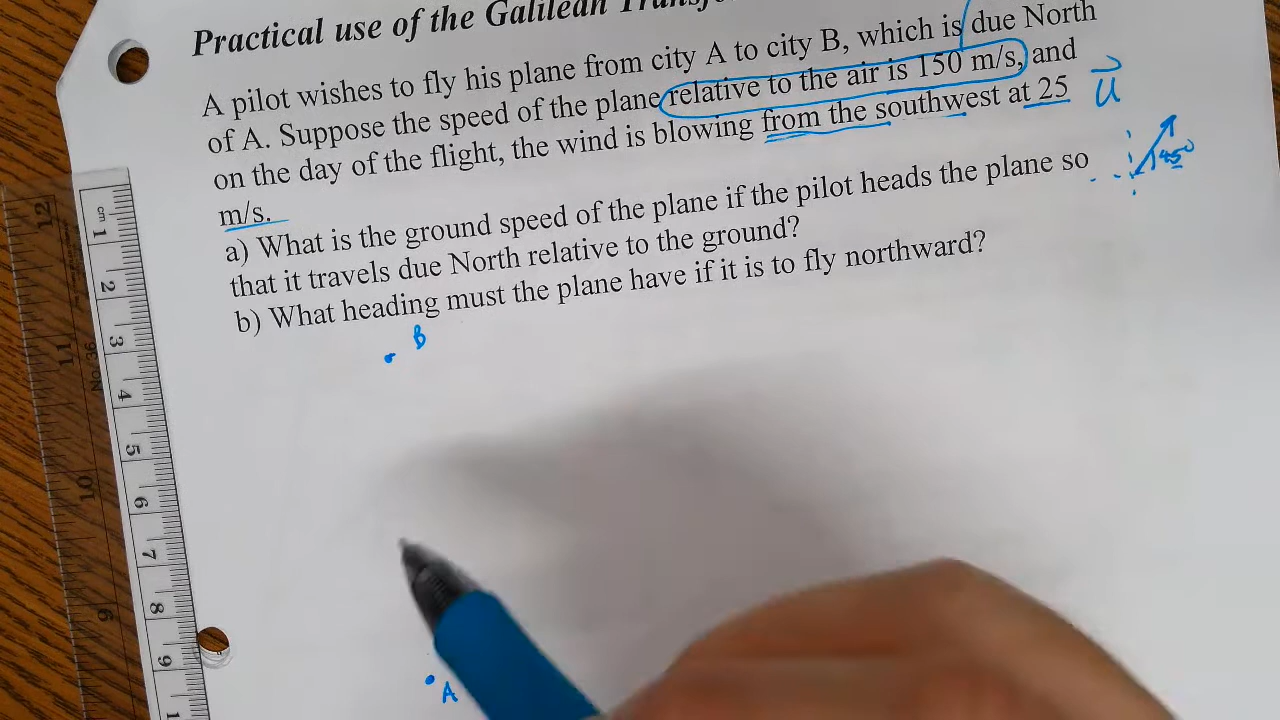 Practical use of the Galilean
A pilot wishes to fly his plane from city A to city B, which is due North
of A. Suppose the speed of the plane relative to the air is 150 m/s, and
on the day of the flight, the wind is blowing from the southwest at 25
m/s.
a) What is the ground speed of the plane if the pilot heads the plane so
that it travels due North relative to the ground?
b) What heading must the plane have if it is to fly northward?
u
45°
B
A
cm 1
2
3
4
5
6
7
8
9
1
12
11
10
9